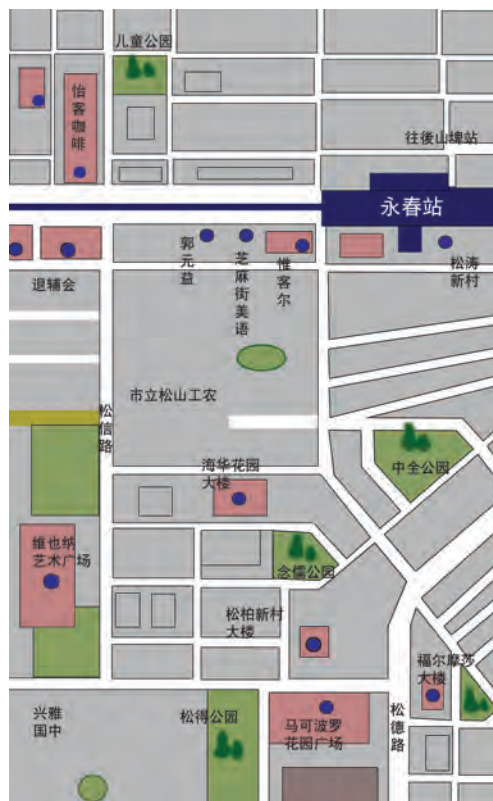 儿童公园
怡客咖啡
往後山埤站
永春站
郭元益
芝麻街美语
惟客尔
松涛
新村
退辅会
市立松山工农
松信路
海华花园
大楼
中全公园
维也纳
艺术广场
念儒公园
松柏新村
大楼
福尔摩莎
大楼
兴雅
国中
松得公园
马可波罗
花园广场
松德路